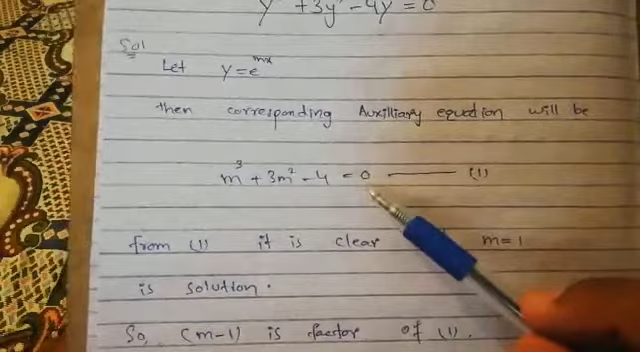 y + 3y - 4y = 0
Sol
Let y = e^mx
then corresponding Auxilliary equation will be
m³ + 3m² - 4 = 0 ——— (1)
from (1) it is clear m=1
is solution.
So, (m-1) is factor of (1).